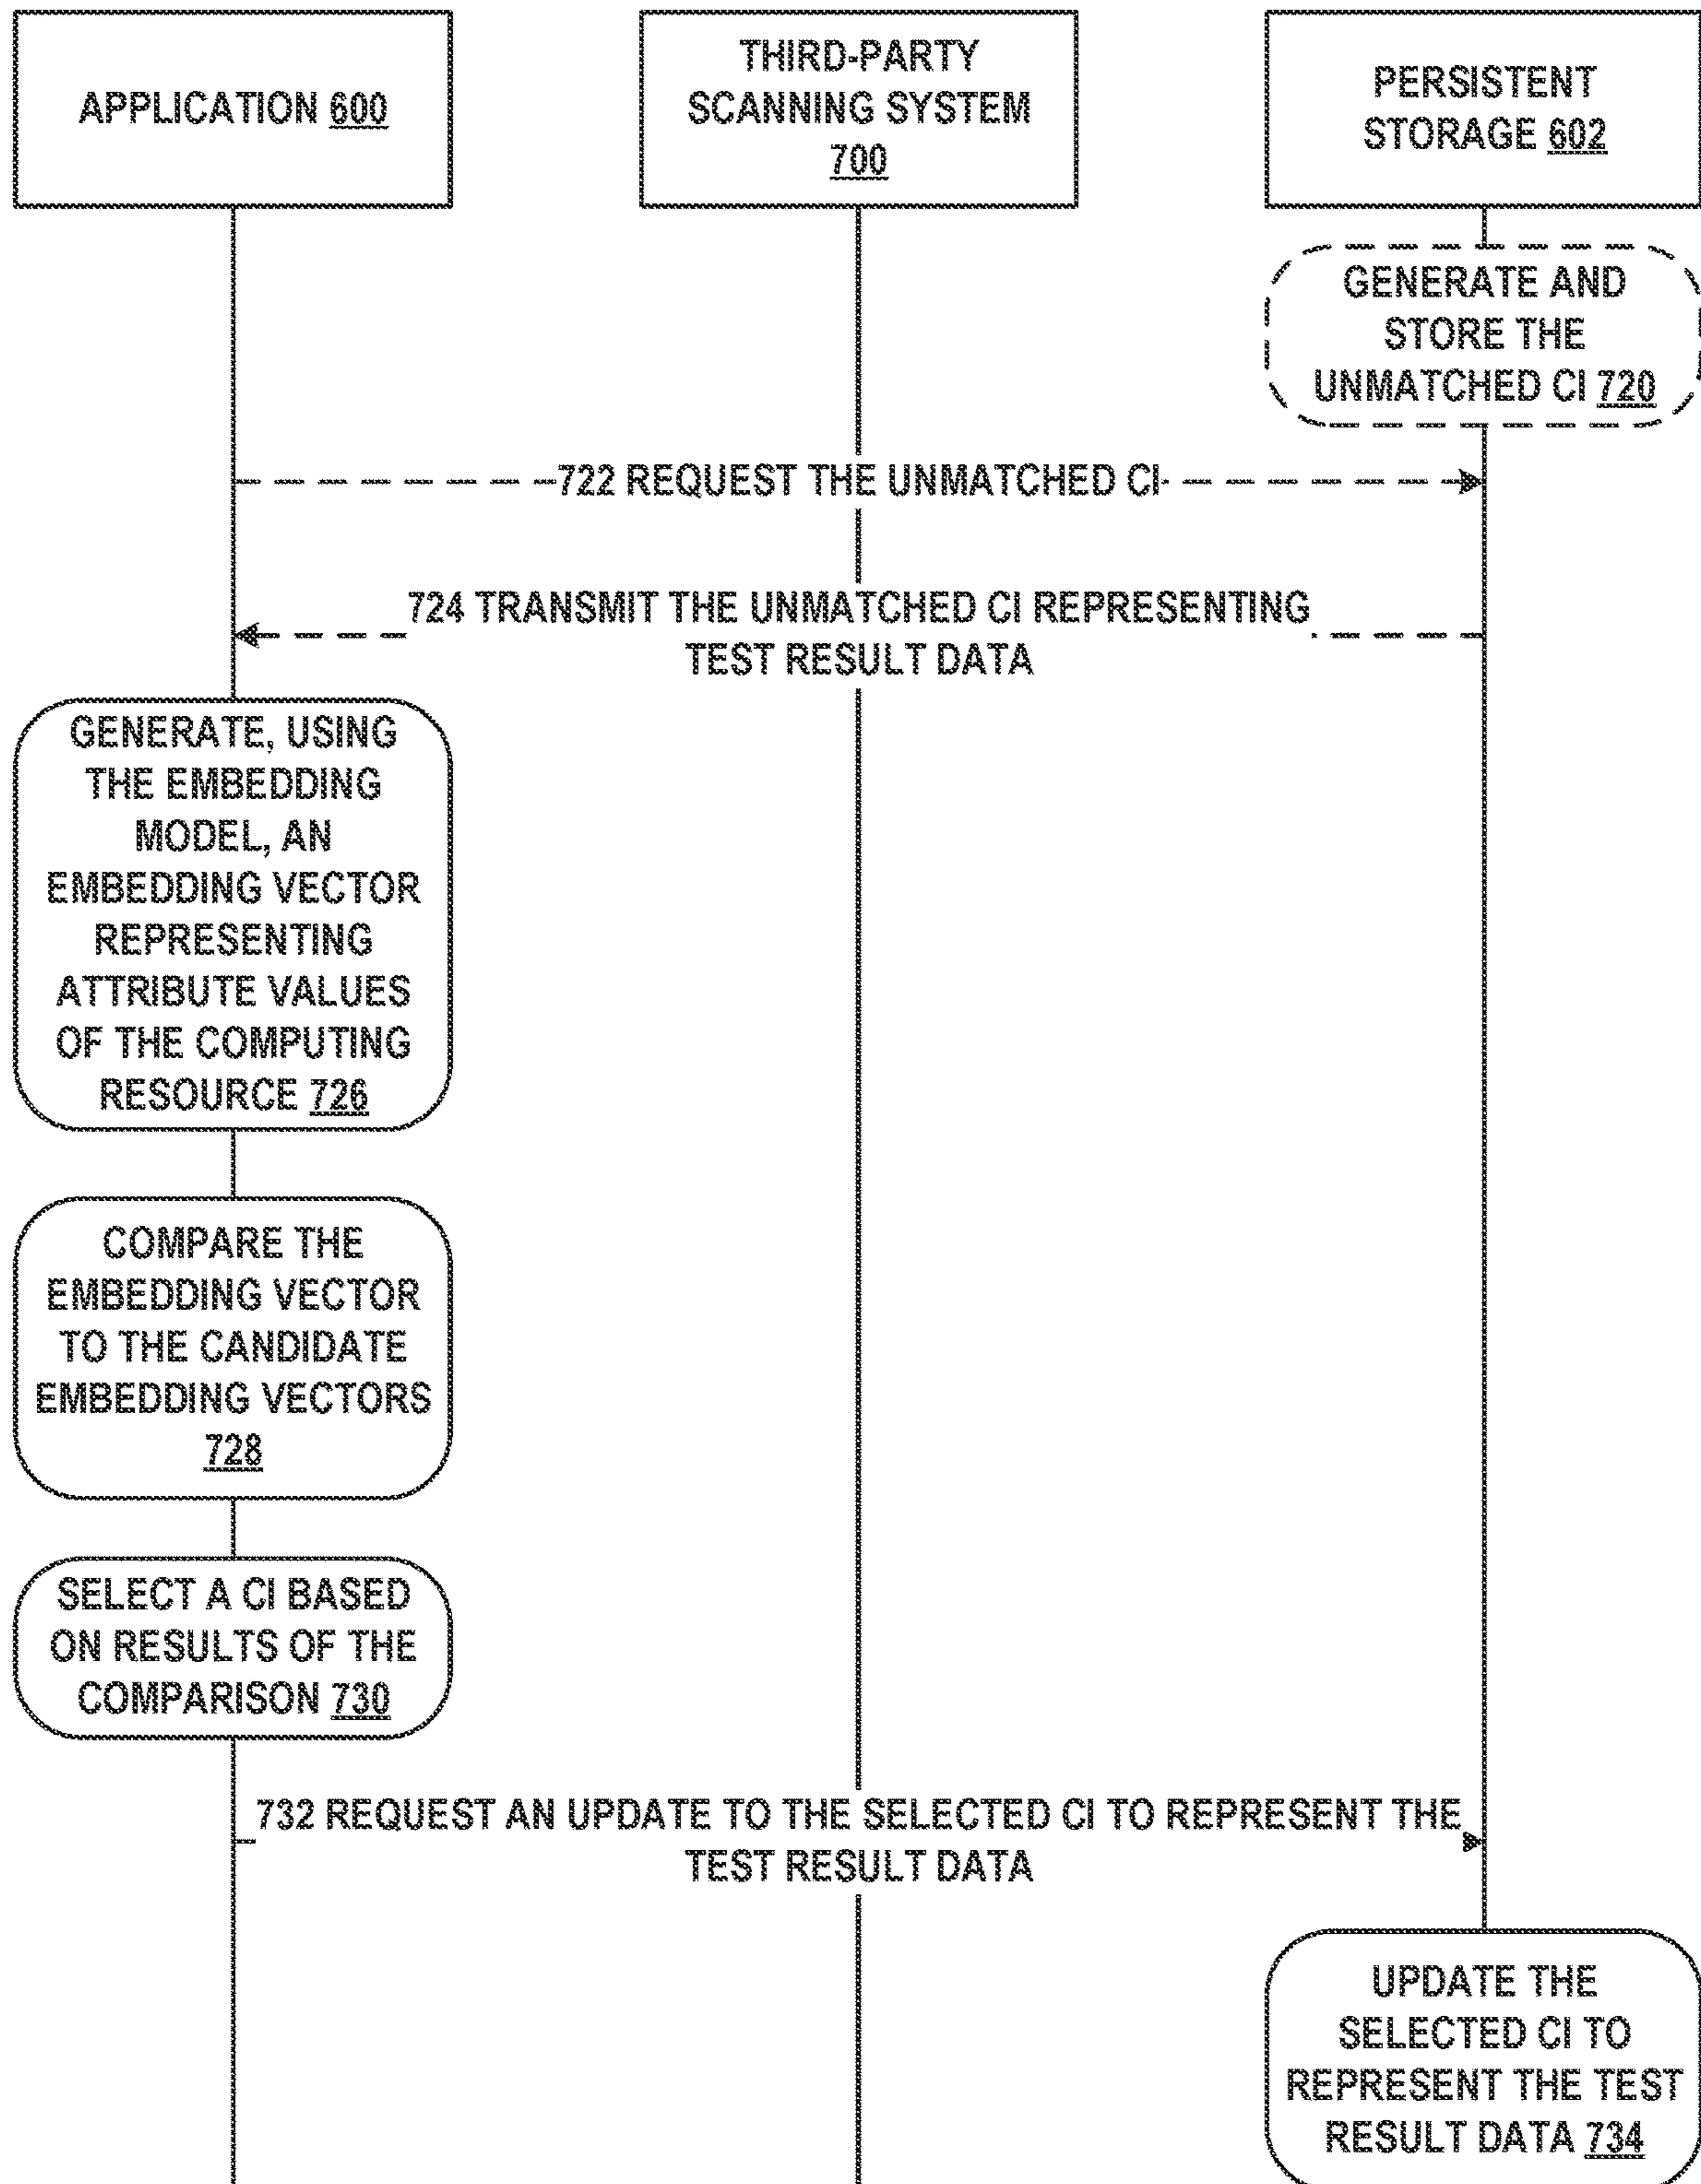 APPLICATION 600
THIRD-PARTY
SCANNING SYSTEM
700
PERSISTENT
STORAGE 602
GENERATE AND
STORE THE
UNMATCHED CI 720
722 REQUEST THE UNMATCHED CI
724 TRANSMIT THE UNMATCHED CI REPRESENTING
TEST RESULT DATA
GENERATE, USING
THE EMBEDDING
MODEL, AN
EMBEDDING VECTOR
REPRESENTING
ATTRIBUTE VALUES
OF THE COMPUTING
RESOURCE 726
COMPARE THE
EMBEDDING VECTOR
TO THE CANDIDATE
EMBEDDING VECTORS
728
SELECT A CI BASED
ON RESULTS OF THE
COMPARISON 730
732 REQUEST AN UPDATE TO THE SELECTED CI TO REPRESENT THE
TEST RESULT DATA
UPDATE THE
SELECTED CI TO
REPRESENT THE TEST
RESULT DATA 734